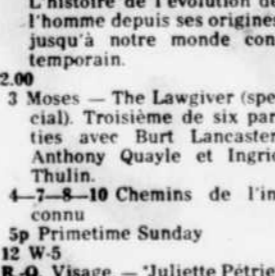 L'histoire de l'évolution de
l'homme depuis ses origines
jusqu'à notre monde con
temporain.
2.00
3 Moses — The Lawgiver (spe
cial). Troisième de six par
ties avec Burt Lancaster
Anthony Quayle et Ingrid
Thulin.
4—7—8—10 Chemins de l'in
connu
5p Primetime Sunday
12 W-5
R-Q Visage — "Juliette Pétrie